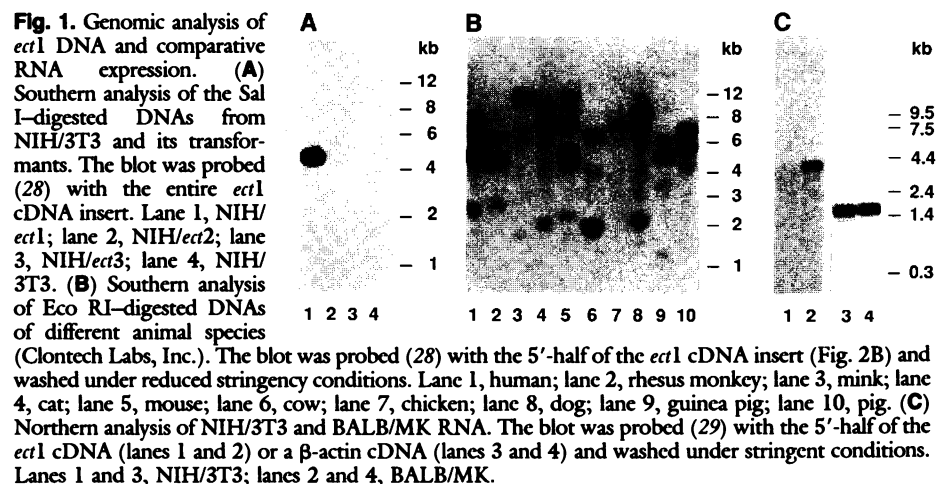 Fig. 1. Genomic analysis of
ect1 DNA and comparative
RNA expression. (A)
Southern analysis of the Sal
I–digested DNAs from
NIH/3T3 and its transfor-
mants. The blot was probed
(28) with the entire ect1
cDNA insert. Lane 1, NIH/
ect1; lane 2, NIH/ect2; lane
3, NIH/ect3; lane 4, NIH/
3T3. (B) Southern analysis
of Eco RI–digested DNAs
of different animal species
(Clontech Labs, Inc.). The blot was probed (28) with the 5′-half of the ect1 cDNA insert (Fig. 2B) and
washed under reduced stringency conditions. Lane 1, human; lane 2, rhesus monkey; lane 3, mink; lane
4, cat; lane 5, mouse; lane 6, cow; lane 7, chicken; lane 8, dog; lane 9, guinea pig; lane 10, pig. (C)
Northern analysis of NIH/3T3 and BALB/MK RNA. The blot was probed (29) with the 5′-half of the
ect1 cDNA (lanes 1 and 2) or a β-actin cDNA (lanes 3 and 4) and washed under stringent conditions.
Lanes 1 and 3, NIH/3T3; lanes 2 and 4, BALB/MK.
A
kb
– 12
– 8
– 6
– 4
– 2
– 1
1 2 3 4
B
kb
– 12
– 8
– 6
– 4
– 3
– 2
– 1
1 2 3 4 5 6 7 8 9 10
C
kb
– 9.5
– 7.5
– 4.4
– 2.4
– 1.4
– 0.3
1 2 3 4